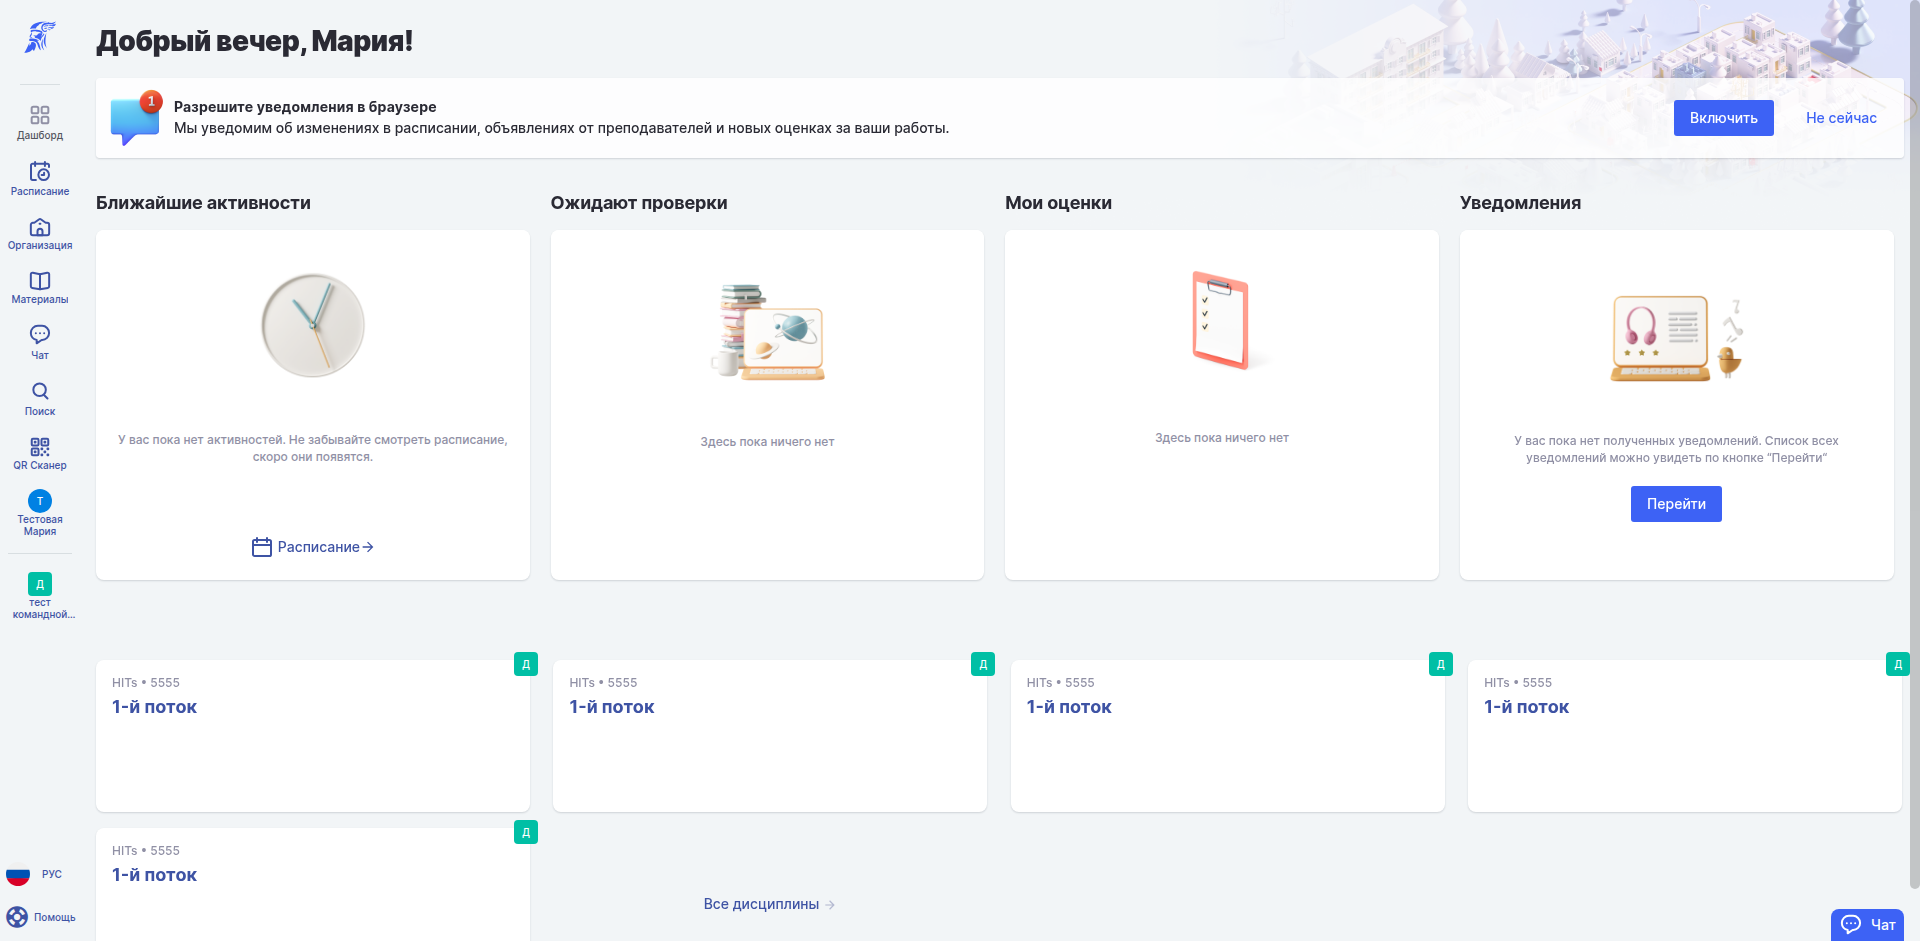 Добрый вечер, Мария!
1
Разрешите уведомления в браузере
Мы уведомим об изменениях в расписании, объявлениях от преподавателей и новых оценках за ваши работы.
Включить
Не сейчас
Дашборд
Расписание
Организация
Материалы
Чат
Поиск
QR Сканер
Т
Тестовая
Мария
Д
тест
командной...
РУС
Помощь
Ближайшие активности
У вас пока нет активностей. Не забывайте смотреть расписание,
скоро они появятся.
Расписание
Ожидают проверки
Здесь пока ничего нет
Мои оценки
Здесь пока ничего нет
Уведомления
У вас пока нет полученных уведомлений. Список всех
уведомлений можно увидеть по кнопке “Перейти”
Перейти
Д
HITs • 5555
1-й поток
Д
HITs • 5555
1-й поток
Д
HITs • 5555
1-й поток
Д
HITs • 5555
1-й поток
Д
HITs • 5555
1-й поток
Все дисциплины
Чат